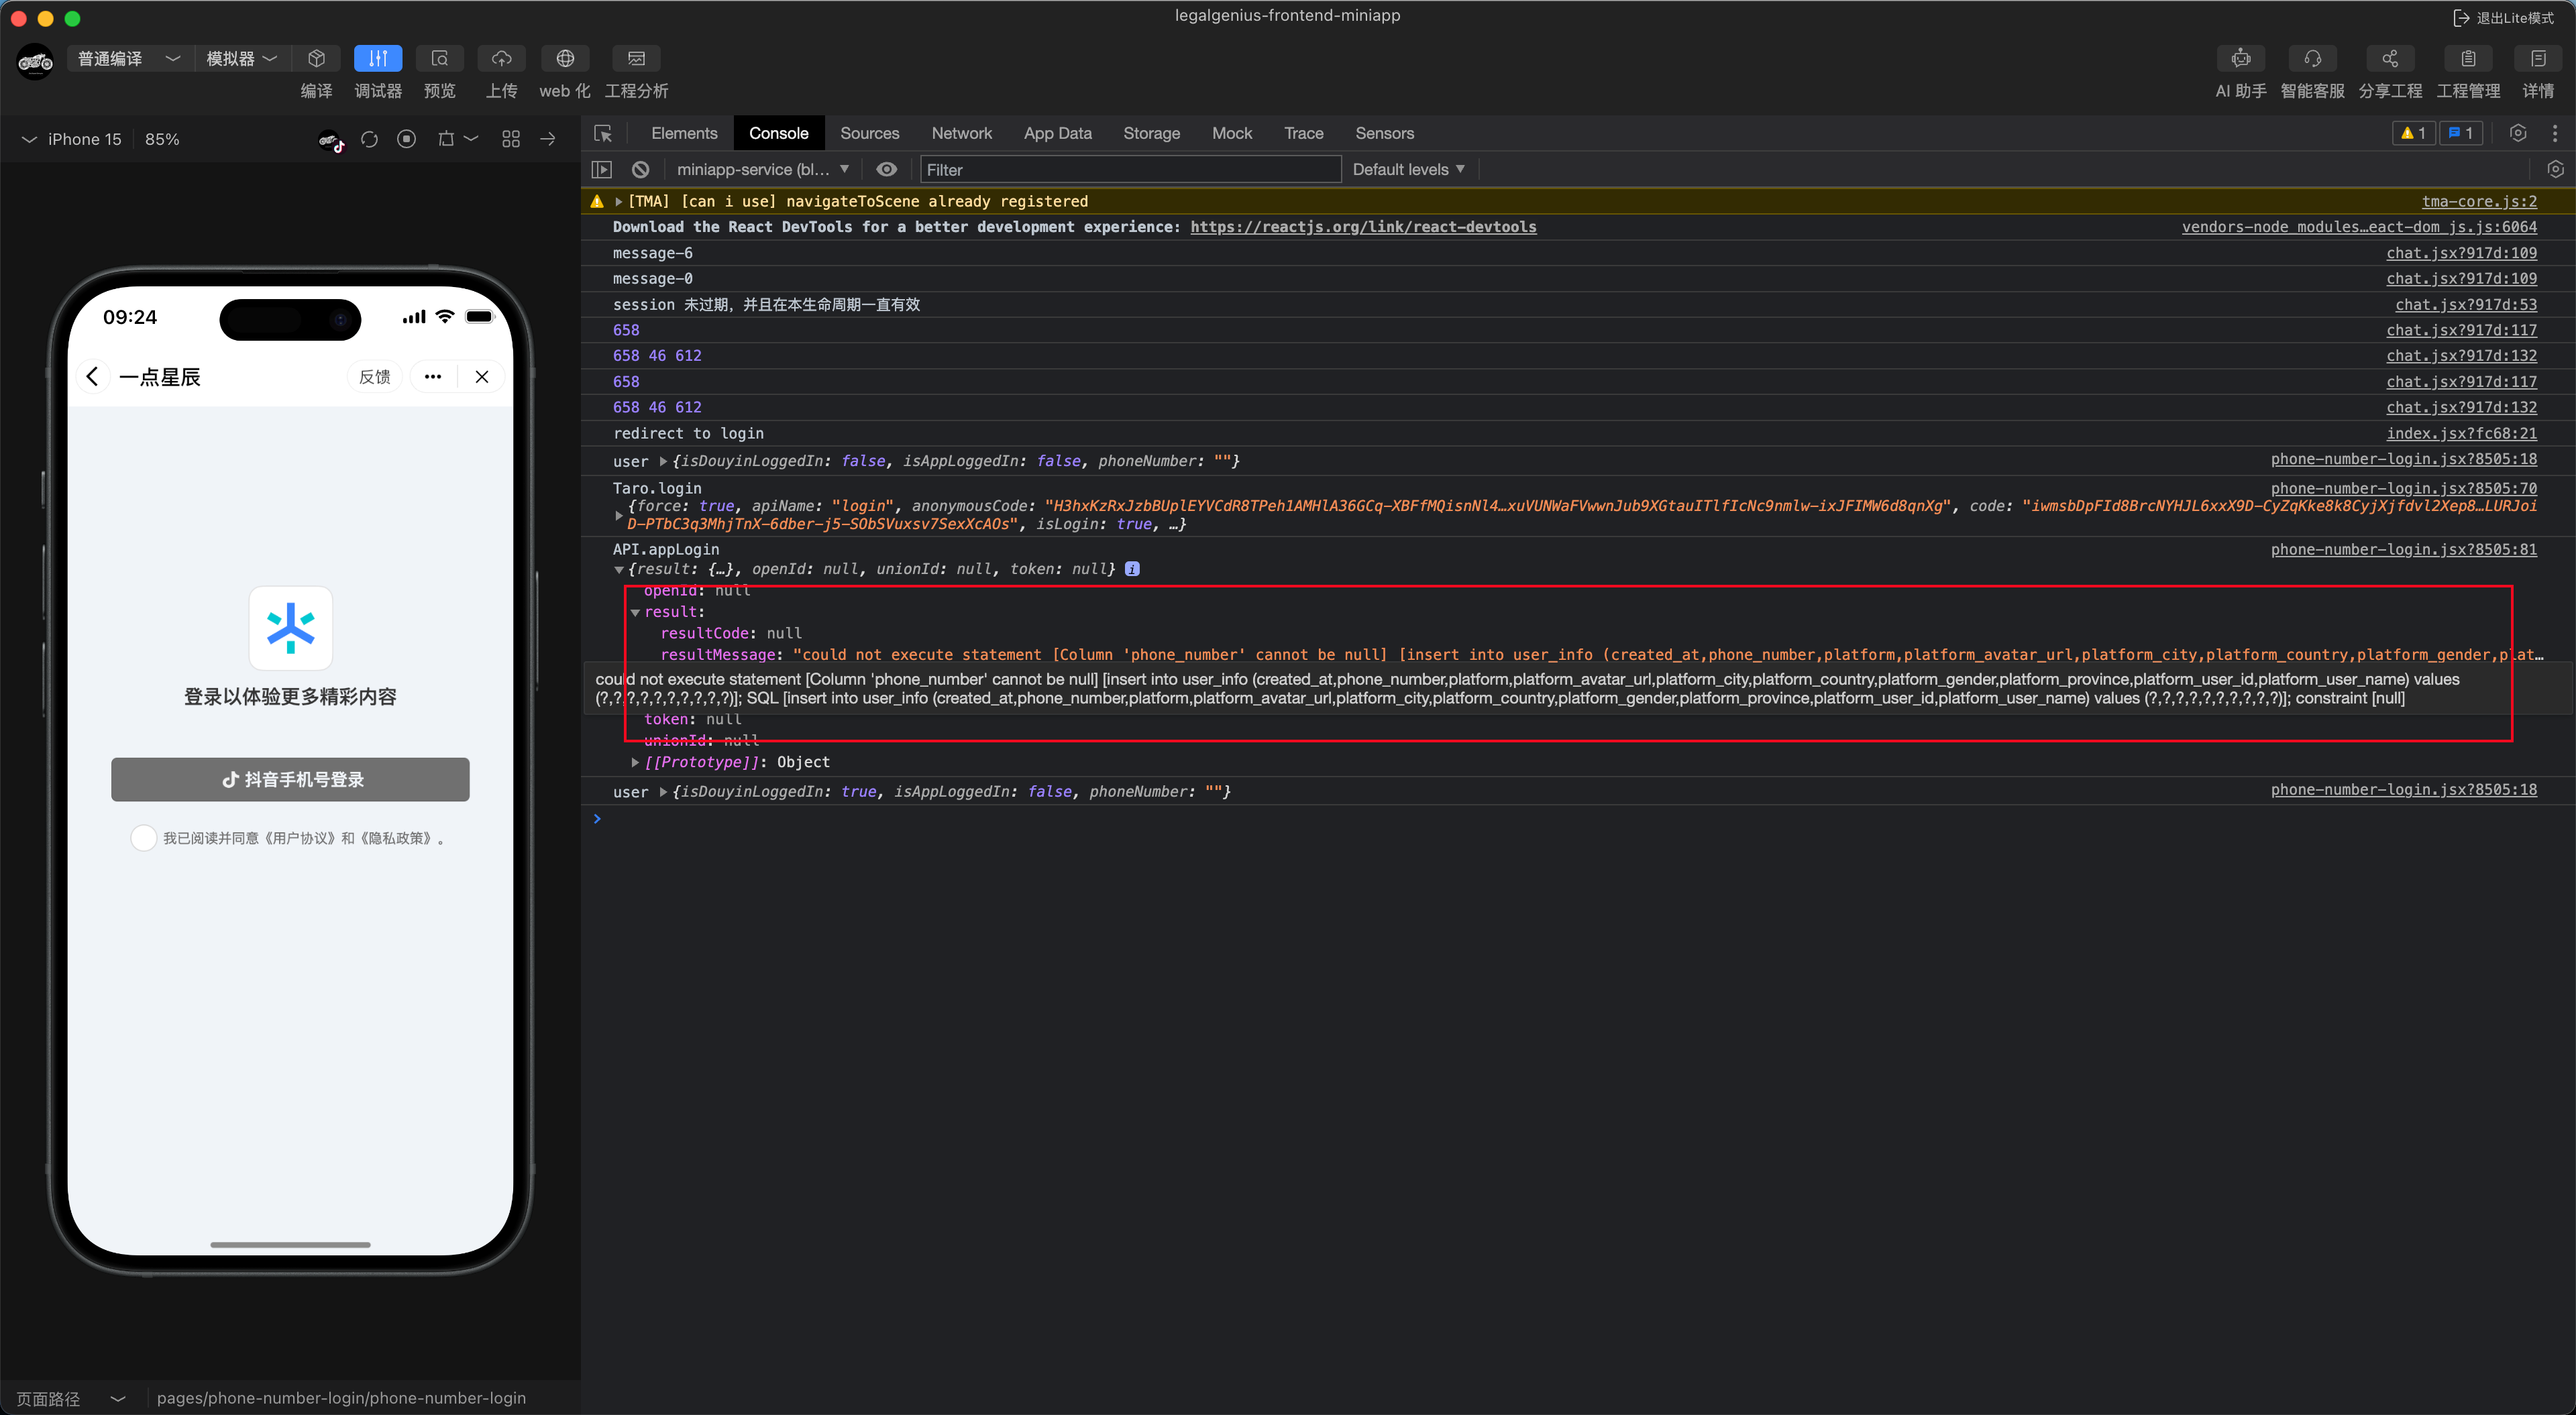 legalgenius-frontend-miniapp
退出Lite模式
普通编译
模拟器
编译
调试器
预览
上传
web 化
工程分析
AI 助手
智能客服
分享工程
工程管理
详情
iPhone 15
85%
Elements
Console
Sources
Network
App Data
Storage
Mock
Trace
Sensors
1
1
miniapp-service (bl…
Filter
Default levels
09:24
一点星辰
反馈
登录以体验更多精彩内容
抖音手机号登录
我已阅读并同意《用户协议》和《隐私政策》。
页面路径
pages/phone-number-login/phone-number-login
[TMA] [can i use] navigateToScene already registered tma-core.js:2
Download the React DevTools for a better development experience: https://reactjs.org/link/react-devtools vendors-node_modules…eact-dom_js.js:6064
message-6 chat.jsx?917d:109
message-0 chat.jsx?917d:109
session 未过期，并且在本生命周期一直有效 chat.jsx?917d:53
658 chat.jsx?917d:117
658 46 612 chat.jsx?917d:132
658 chat.jsx?917d:117
658 46 612 chat.jsx?917d:132
redirect to login index.jsx?fc68:21
user {isDouyinLoggedIn: false, isAppLoggedIn: false, phoneNumber: ""} phone-number-login.jsx?8505:18
Taro.login phone-number-login.jsx?8505:70
{force: true, apiName: "login", anonymousCode: "H3hxKzRxJzbBUplEYVCdR8TPeh1AMHlA36GCq-XBFfMQisnNl4…xuVUNWaFVwwnJub9XGtauITlfIcNc9nmlw-ixJFIMW6d8qnXg", code: "iwmsbDpFId8BrcNYHJL6xxX9D-CyZqKke8k8CyjXjfdvl2Xep8…LURJoi
D-PTbC3q3MhjTnX-6dber-j5-SObSVuxsv7SexXcAOs", isLogin: true, …}
API.appLogin phone-number-login.jsx?8505:81
{result: {…}, openId: null, unionId: null, token: null}
openId: null
result:
resultCode: null
resultMessage: "could not execute statement [Column 'phone_number' cannot be null] [insert into user_info (created_at,phone_number,platform,platform_avatar_url,platform_city,platform_country,platform_gender,plat…
could not execute statement [Column 'phone_number' cannot be null] [insert into user_info (created_at,phone_number,platform,platform_avatar_url,platform_city,platform_country,platform_gender,platform_province,platform_user_id,platform_user_name) values
(?,?,?,?,?,?,?,?,?,?)]; SQL [insert into user_info (created_at,phone_number,platform,platform_avatar_url,platform_city,platform_country,platform_gender,platform_province,platform_user_id,platform_user_name) values (?,?,?,?,?,?,?,?,?,?)]; constraint [null]
token: null
unionId: null
[[Prototype]]: Object
user {isDouyinLoggedIn: true, isAppLoggedIn: false, phoneNumber: ""} phone-number-login.jsx?8505:18